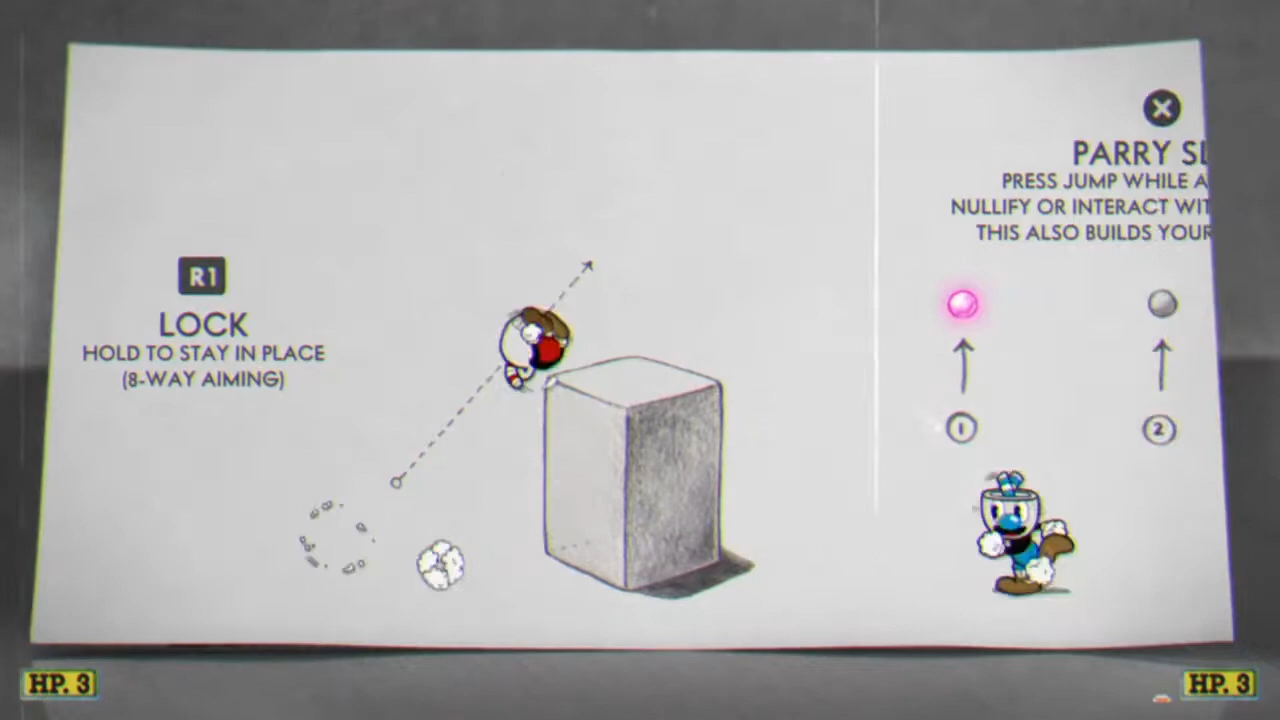 R1
LOCK
HOLD TO STAY IN PLACE
(8-WAY AIMING)
PARRY
PRESS JUMP WHILE
NULLIFY OR INTERACT
THIS ALSO BUILDS YOUR
1
2
HP. 3
HP. 3